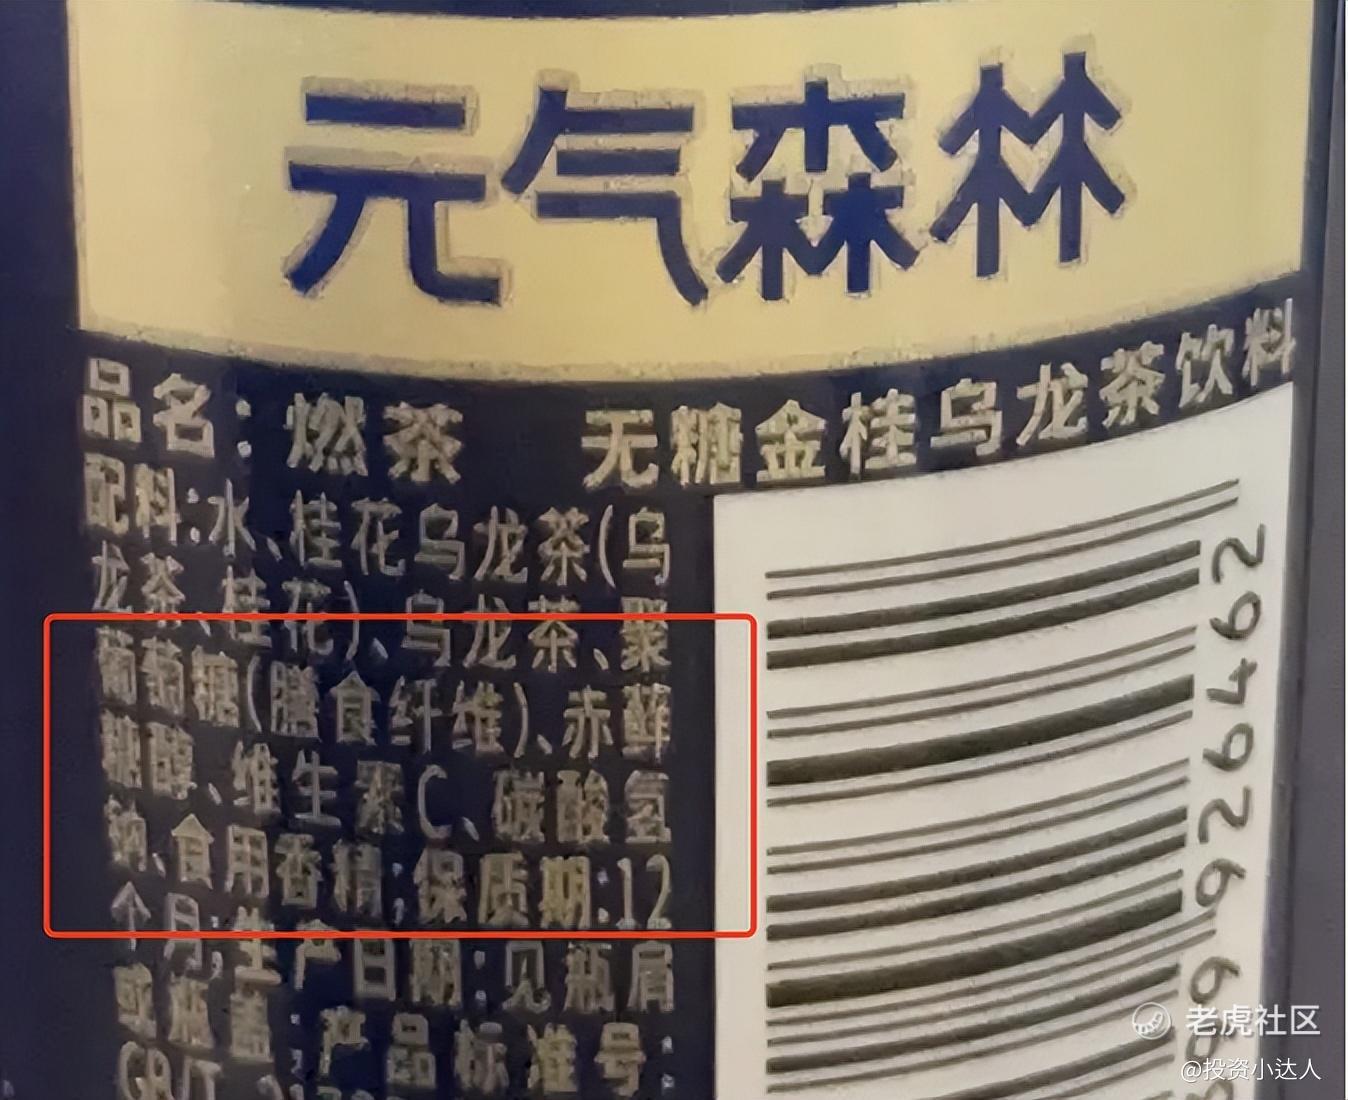 元气森林
品名：燃茶 无糖金桂乌龙茶饮料
配料：水、桂花乌龙茶(乌
龙茶、桂花)、乌龙茶、聚
葡萄糖(膳食纤维)、赤藓
糖醇、维生素C、碳酸氢
钠、食用香精；保质期：12
个月；生产日期：见瓶肩
或瓶盖；产品标准号：
GB/T
老虎社区
@投资小达人